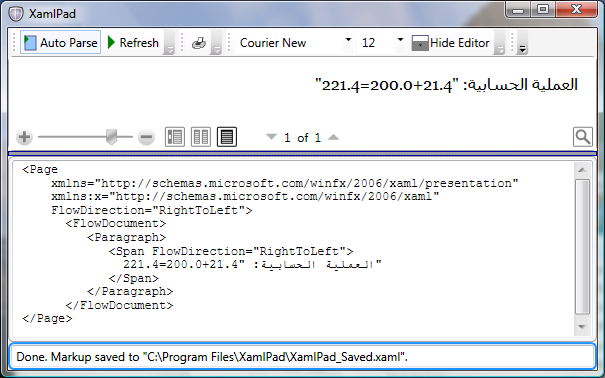 XamlPad
Auto Parse Refresh Courier New 12 Hide Editor
العملية الحسابية: "21.4+200.0=221.4"
1 of 1
<Page
xmlns="http://schemas.microsoft.com/winfx/2006/xaml/presentation"
xmlns:x="http://schemas.microsoft.com/winfx/2006/xaml"
FlowDirection="RightToLeft">
<FlowDocument>
<Paragraph>
<Span FlowDirection="RightToLeft">
العملية الحسابية: "21.4+200.0=221.4"
</Span>
</Paragraph>
</FlowDocument>
</Page>
Done. Markup saved to "C:\Program Files\XamlPad\XamlPad_Saved.xaml".